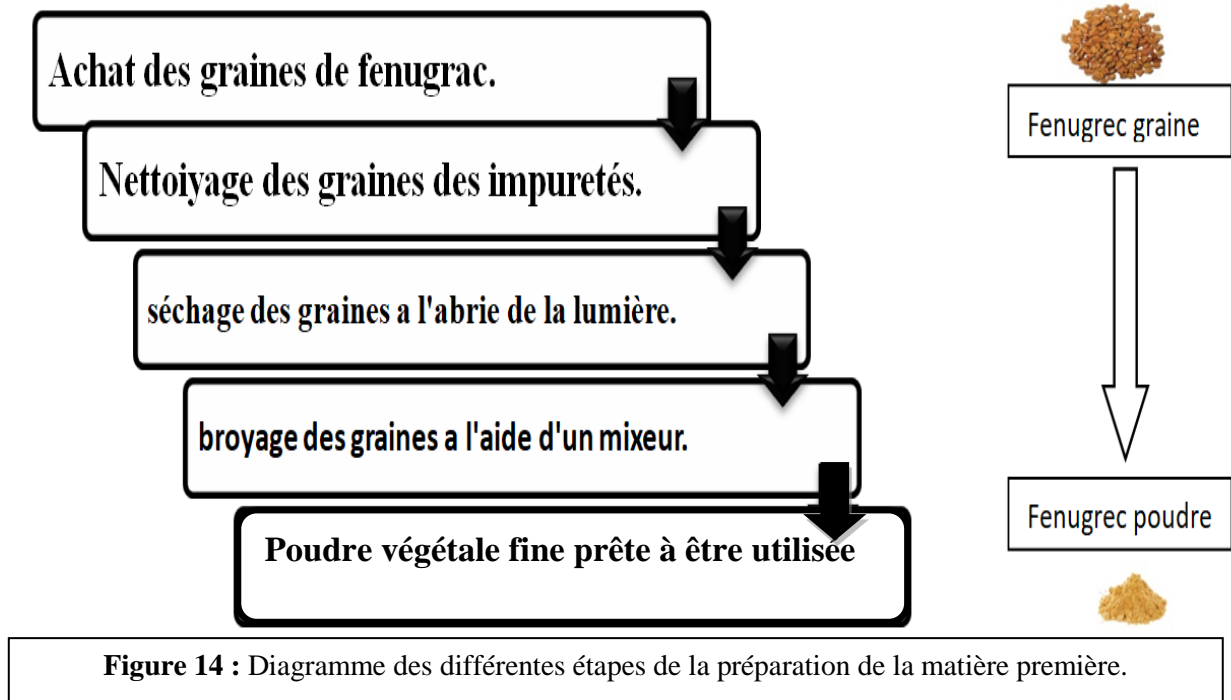 Achat des graines de fenugrac.
Nettoiyage des graines des impuretés.
séchage des graines a l'abrie de la lumière.
broyage des graines a l'aide d'un mixeur.
Poudre végétale fine prête à être utilisée
Fenugrec graine
Fenugrec poudre
Figure 14 : Diagramme des différentes étapes de la préparation de la matière première.